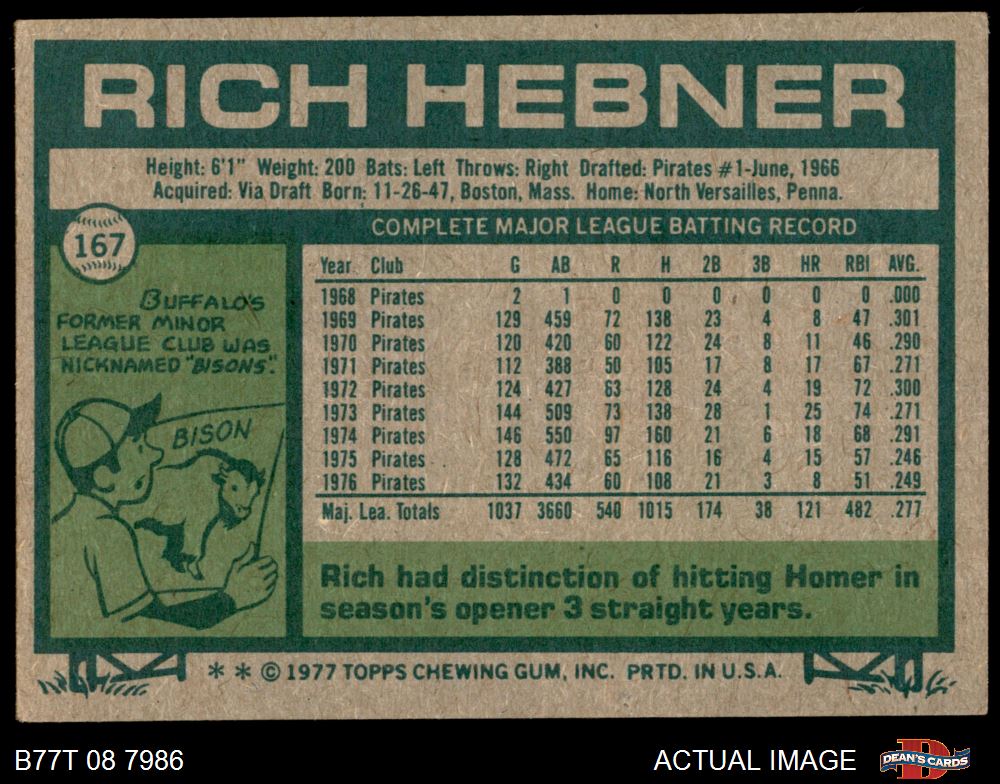 RICH HEBNER
Height: 6'1" Weight: 200 Bats: Left Throws: Right Drafted: Pirates #1-June, 1966
Acquired: Via Draft Born: 11-26-47, Boston, Mass. Home: North Versailles, Penna.
167
BUFFALO'S
FORMER MINOR
LEAGUE CLUB WAS
NICKNAMED "BISONS".
BISON
COMPLETE MAJOR LEAGUE BATTING RECORD
Year Club G AB R H 2B 3B HR RBI AVG.
1968 Pirates 2 1 0 0 0 0 0 0 .000
1969 Pirates 129 459 72 138 23 4 8 47 .301
1970 Pirates 120 420 60 122 24 8 11 46 .290
1971 Pirates 112 388 50 105 17 8 17 67 .271
1972 Pirates 124 427 63 128 24 4 19 72 .300
1973 Pirates 144 509 73 138 28 1 25 74 .271
1974 Pirates 146 550 97 160 21 6 18 68 .291
1975 Pirates 128 472 65 116 16 4 15 57 .246
1976 Pirates 132 434 60 108 21 3 8 51 .249
Maj. Lea. Totals 1037 3660 540 1015 174 38 121 482 .277
Rich had distinction of hitting Homer in
season's opener 3 straight years.
** © 1977 TOPPS CHEWING GUM, INC. PRTD. IN U.S.A.
B77T 08 7986
ACTUAL IMAGE
D
DEAN'S CARDS